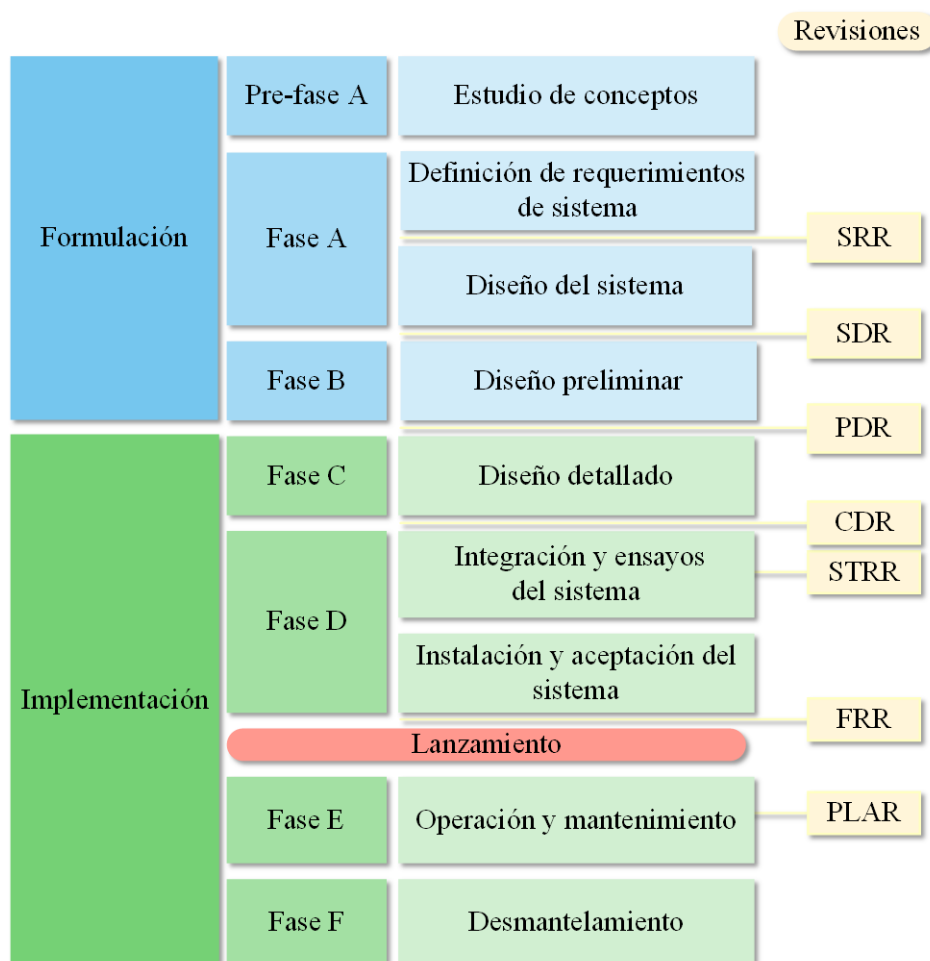 Revisiones
Pre-fase A
Estudio de conceptos
Formulación
Fase A
Definición de requerimientos
de sistema
SRR
Diseño del sistema
SDR
Fase B
Diseño preliminar
PDR
Implementación
Fase C
Diseño detallado
CDR
Fase D
Integración y ensayos
del sistema
STRR
Instalación y aceptación del
sistema
FRR
Lanzamiento
Fase E
Operación y mantenimiento
PLAR
Fase F
Desmantelamiento